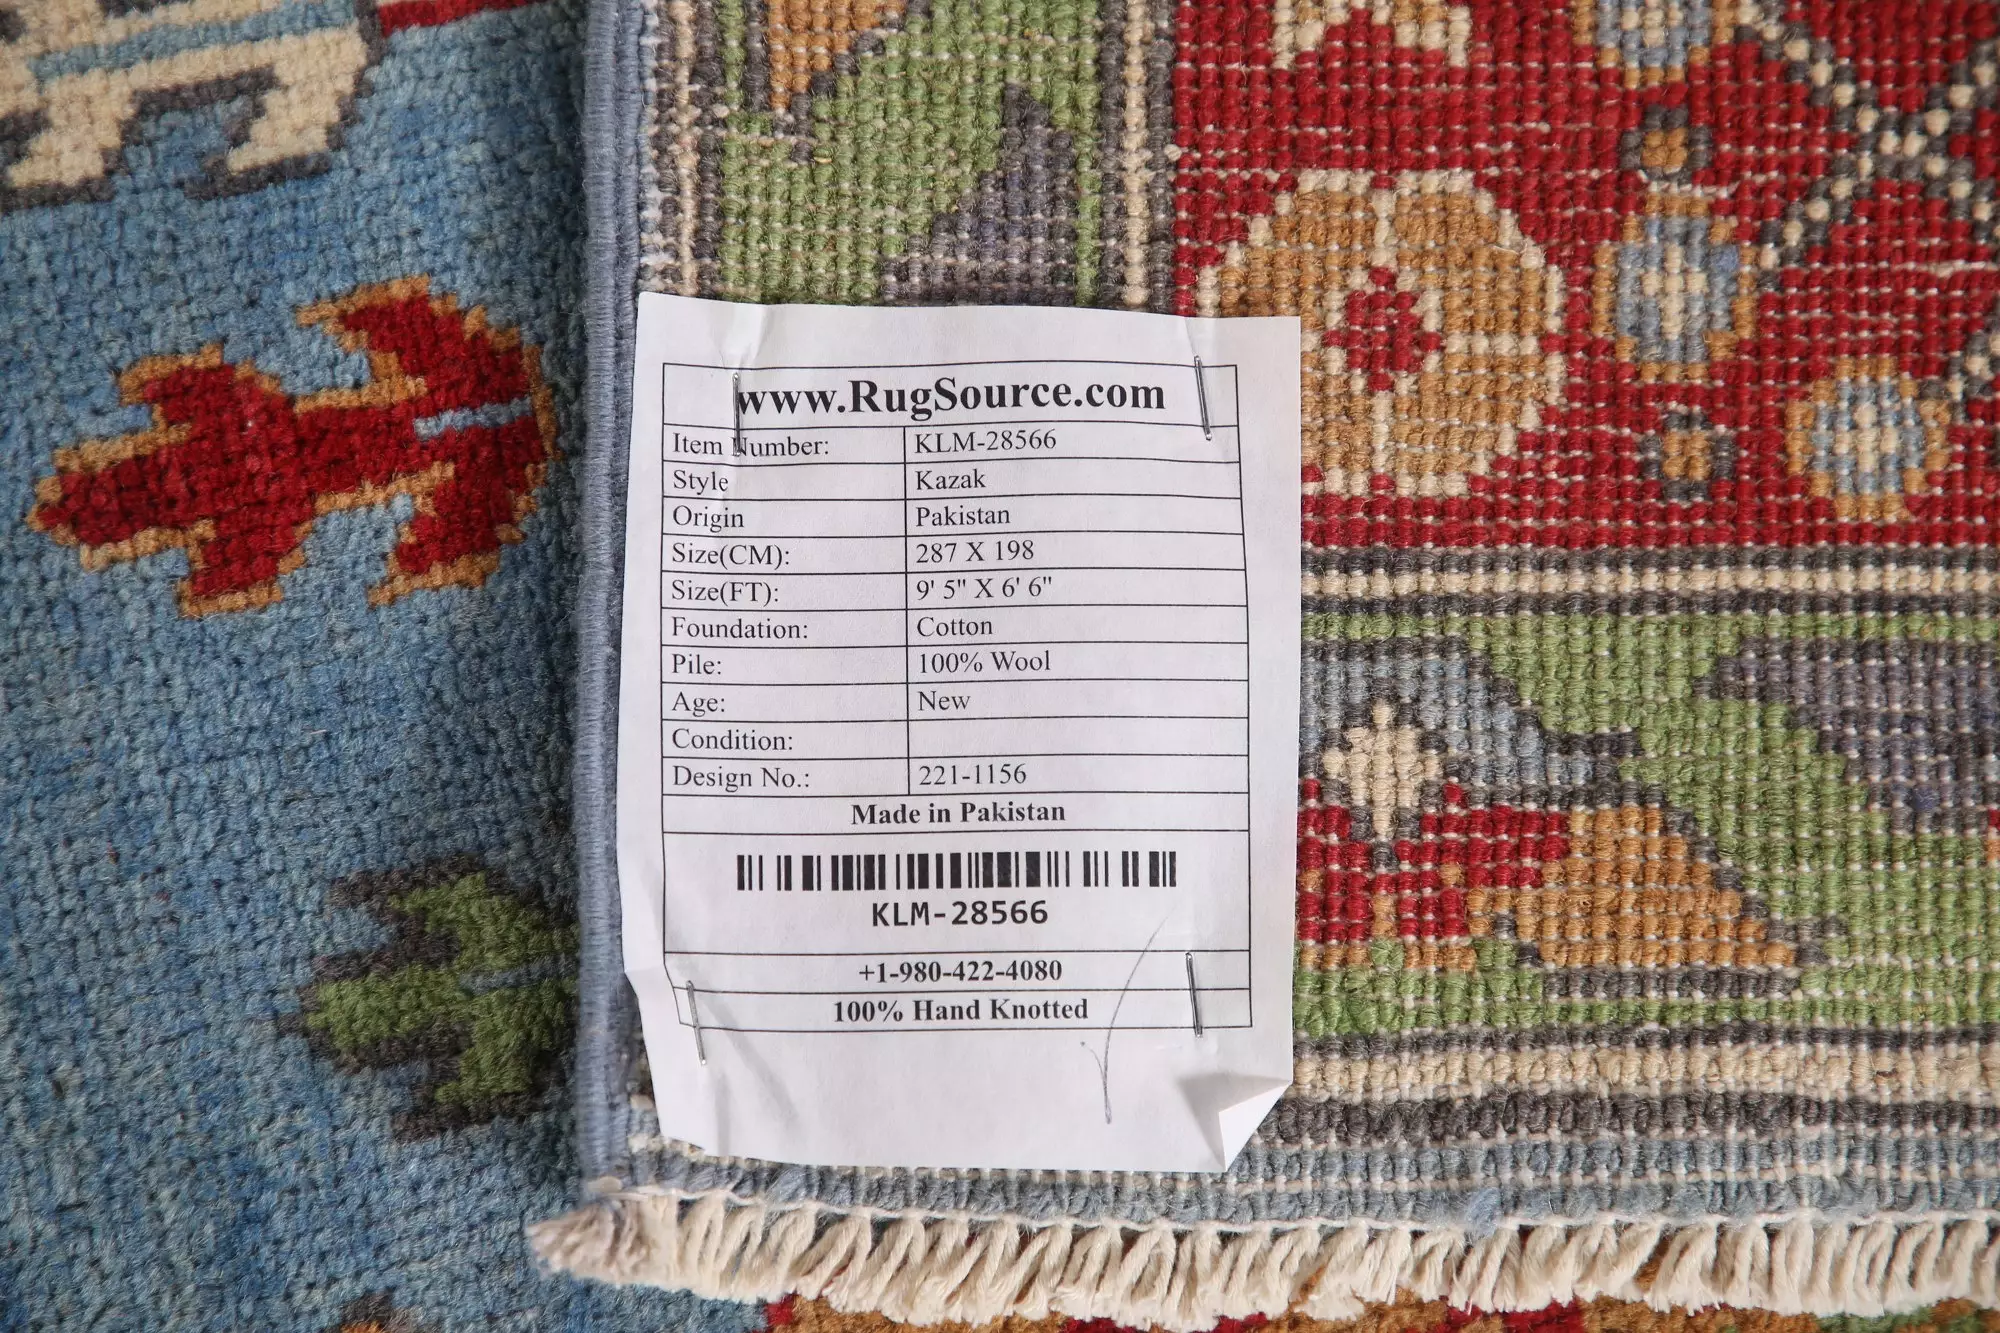 www.RugSource.com
Item Number: KLM-28566
Style Kazak
Origin Pakistan
Size(CM): 287 X 198
Size(FT): 9' 5" X 6' 6"
Foundation: Cotton
Pile: 100% Wool
Age: New
Condition:
Design No.: 221-1156
Made in Pakistan
KLM-28566
+1-980-422-4080
100% Hand Knotted